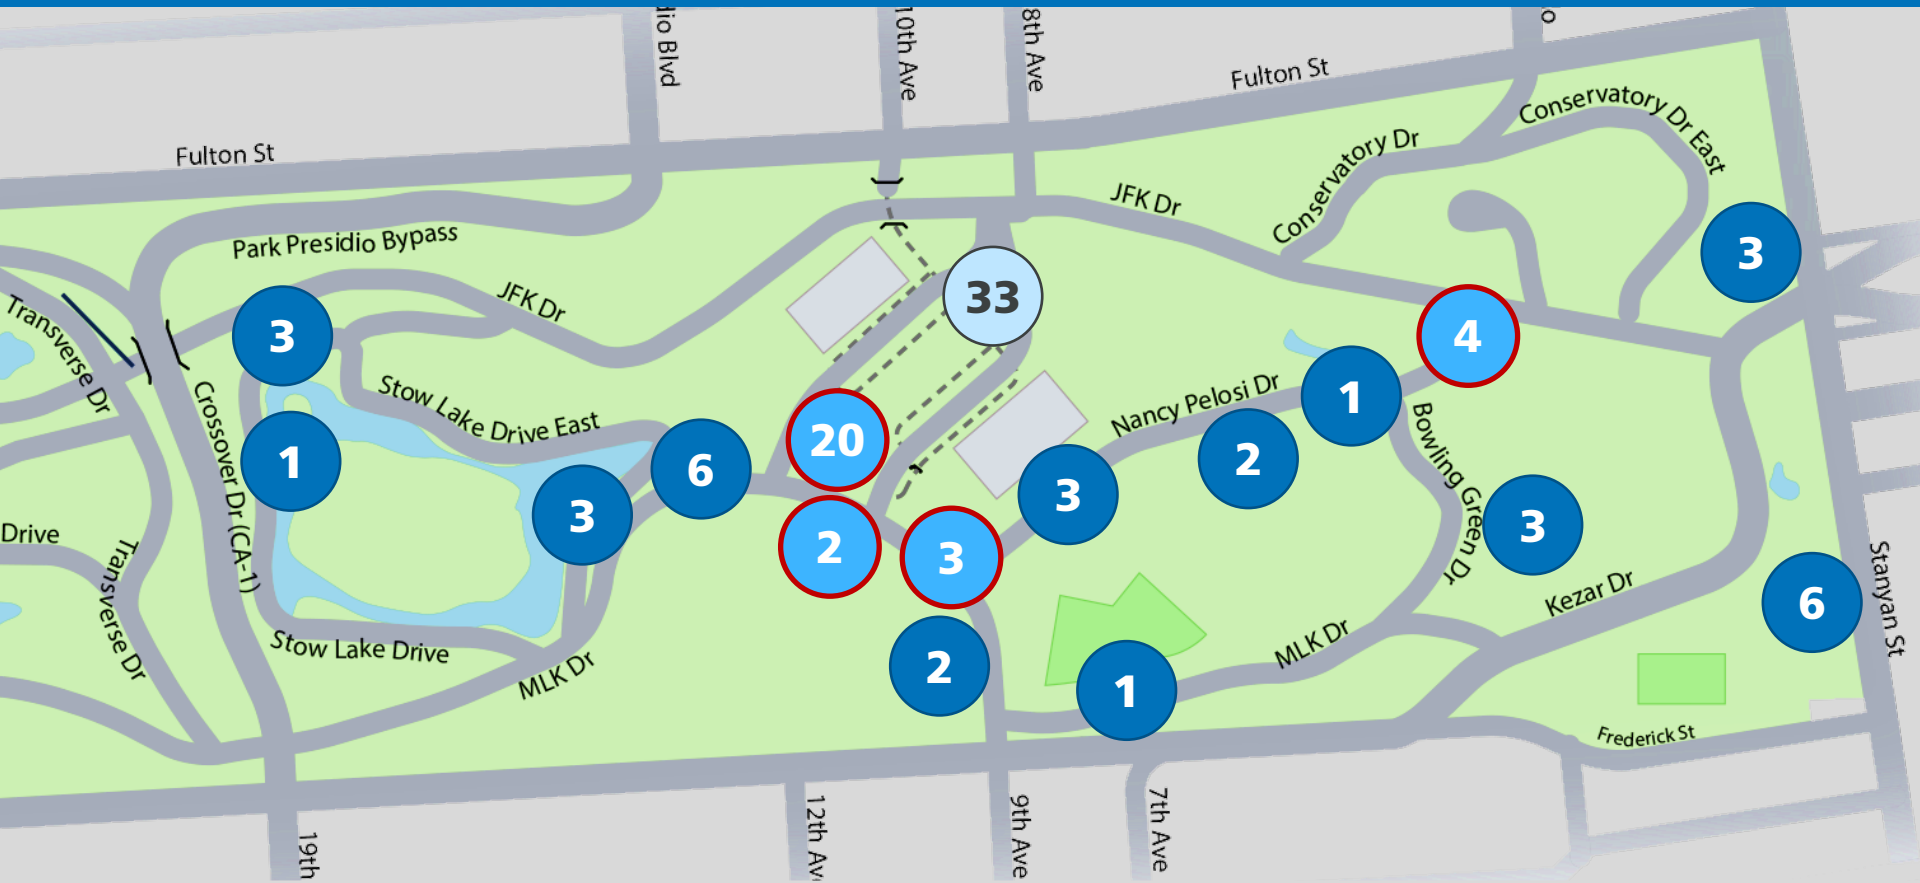 dio Blvd
10th Ave
8th Ave
o
Fulton St
Fulton St
Conservatory Dr East
Conservatory Dr
JFK Dr
Park Presidio Bypass
3
33
JFK Dr
Transverse Dr
3
4
Stow Lake Drive East
Nancy Pelosi Dr
1
Crossover Dr (CA-1)
1
6
20
3
2
Bowling Green Dr
3
3
2
3
Drive
Transverse Dr
Kezar Dr
6
Stanyan St
Stow Lake Drive
MLK Dr
2
1
MLK Dr
Frederick St
19th
12th Av
9th Ave
7th Ave